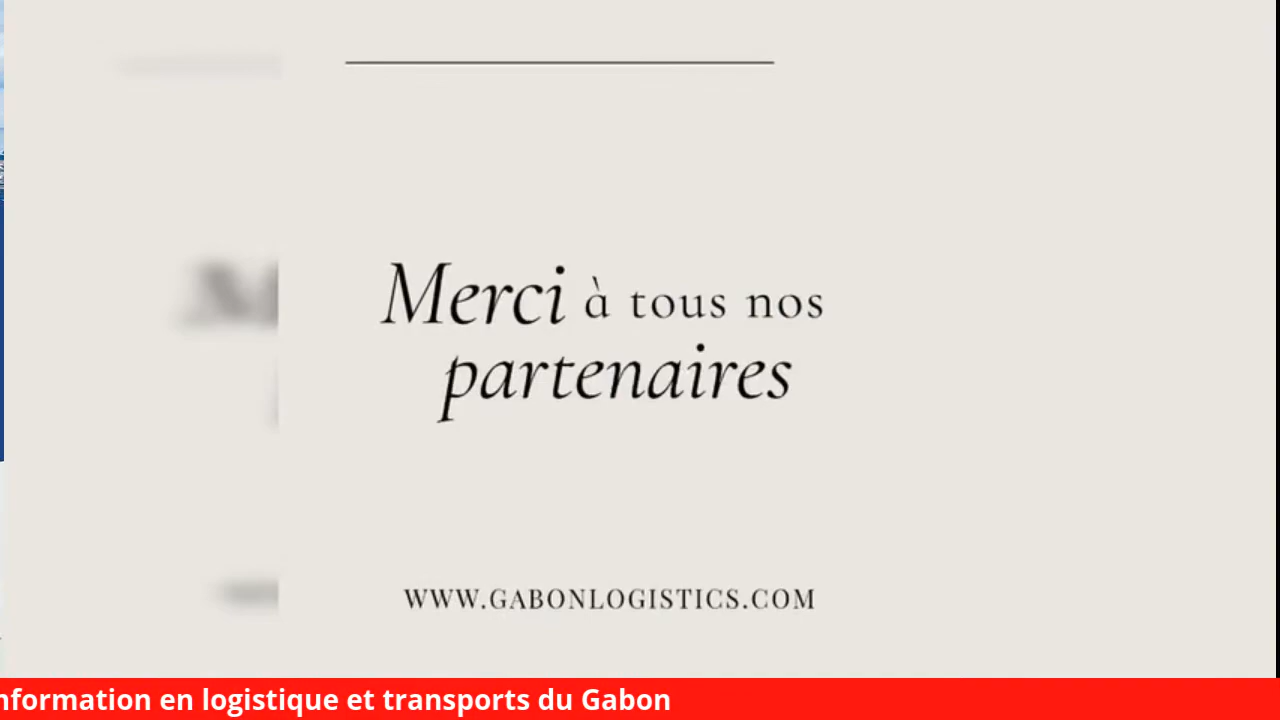 Merci à tous nos
partenaires
WWW.GABONLOGISTICS.COM
nformation en logistique et transports du Gabon